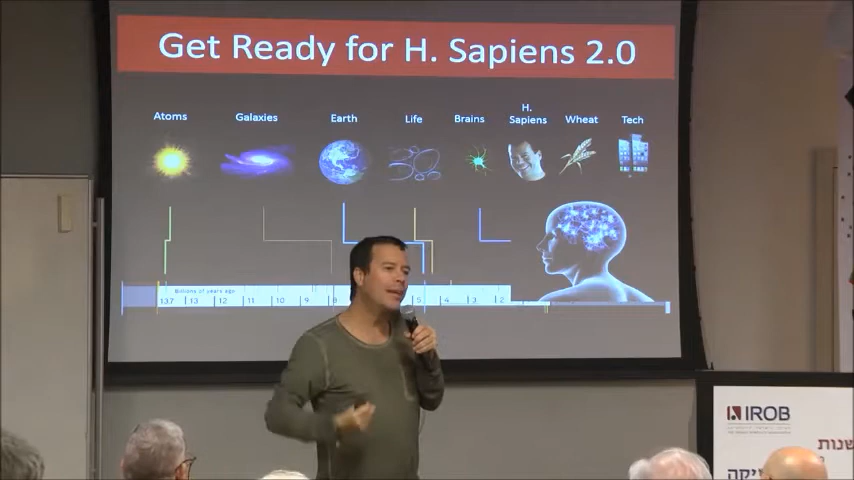 Get Ready for H. Sapiens 2.0
Atoms
Galaxies
Earth
Life
Brains
H.
Sapiens
Wheat
Tech
Billions of years ago
13.7 13 12 11 10 9 8 5 4 3 2
IROB